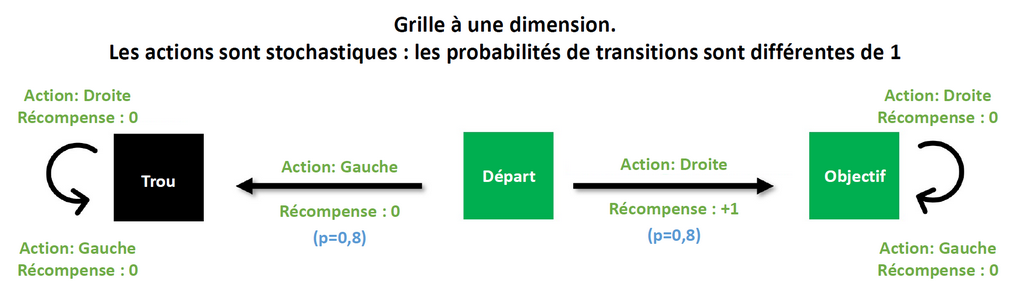 Grille à une dimension.
Les actions sont stochastiques : les probabilités de transitions sont différentes de 1
Action: Droite
Récompense : 0
Trou
Action: Gauche
Récompense : 0
Action: Gauche
Récompense : 0
(p=0,8)
Départ
Action: Droite
Récompense : +1
(p=0,8)
Objectif
Action: Droite
Récompense : 0
Action: Gauche
Récompense : 0